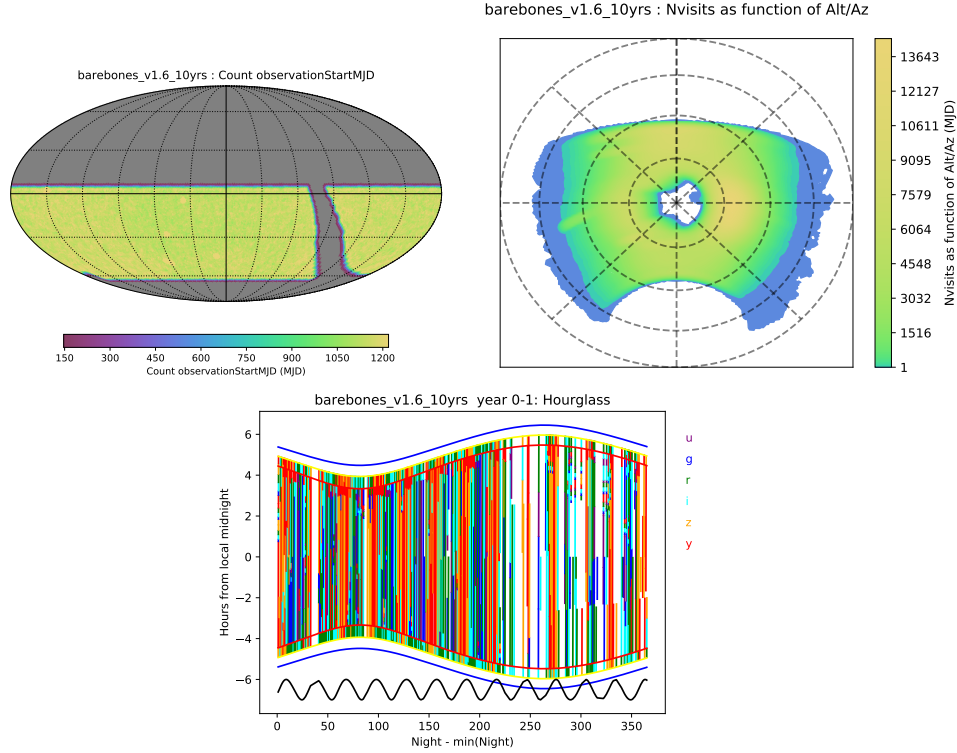 barebones_v1.6_10yrs : Nvisits as function of Alt/Az
barebones_v1.6_10yrs : Count observationStartMJD
150 300 450 600 750 900 1050 1200
Count observationStartMJD (MJD)
13643
12127
10611
9095
7579
6064
4548
3032
1516
1
Nvisits as function of Alt/Az (MJD)
barebones_v1.6_10yrs year 0-1: Hourglass
6
4
2
0
−2
−4
−6
Hours from local midnight
0 50 100 150 200 250 300 350
Night - min(Night)
u
g
r
i
z
y